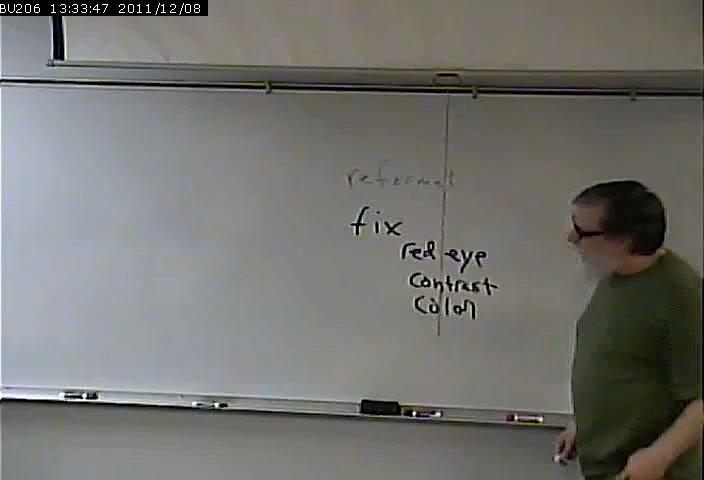 BU206 13:33:47 2011/12/08
reformat
fix
red eye
contrast
Color